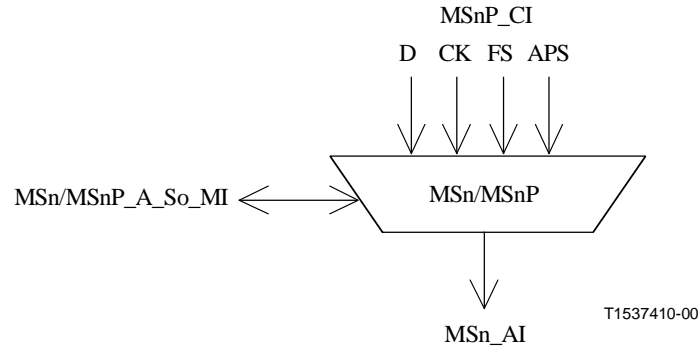 MSnP_CI
D CK FS APS
MSn/MSnP_A_So_MI
MSn/MSnP
T1537410-00
MSn_AI